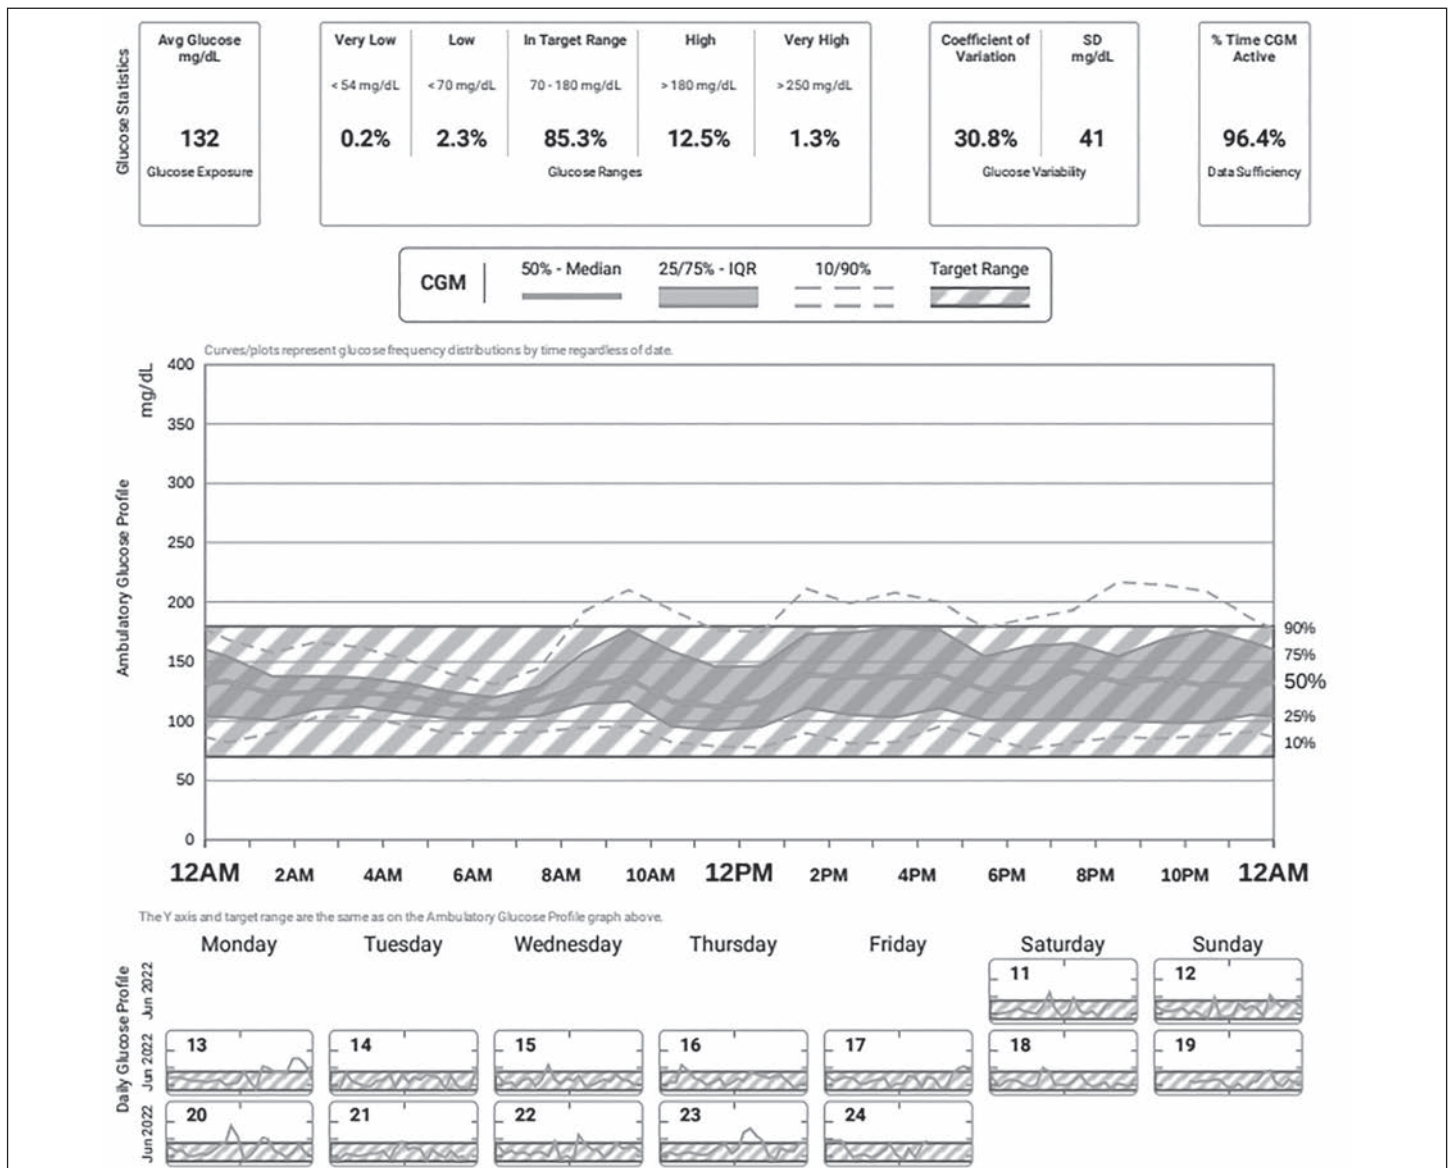 Glucose Statistics
Avg Glucose
mg/dL
132
Glucose Exposure
Very Low
< 54 mg/dL
0.2%
Low
< 70 mg/dL
2.3%
In Target Range
70 - 180 mg/dL
85.3%
High
> 180 mg/dL
12.5%
Very High
> 250 mg/dL
1.3%
Glucose Ranges
Coefficient of
Variation
30.8%
SD
mg/dL
41
Glucose Variability
% Time CGM
Active
96.4%
Data Sufficiency
CGM
50% - Median
25/75% - IQR
10/90%
Target Range
Curves/plots represent glucose frequency distributions by time regardless of date.
Ambulatory Glucose Profile
mg/dL
400
350
300
250
200
150
100
50
0
90%
75%
50%
25%
10%
12AM 2AM 4AM 6AM 8AM 10AM 12PM 2PM 4PM 6PM 8PM 10PM 12AM
The Y axis and target range are the same as on the Ambulatory Glucose Profile graph above.
Daily Glucose Profile
Monday Tuesday Wednesday Thursday Friday Saturday Sunday
Jun 2022
11 12
Jun 2022
13 14 15 16 17 18 19
Jun 2022
20 21 22 23 24